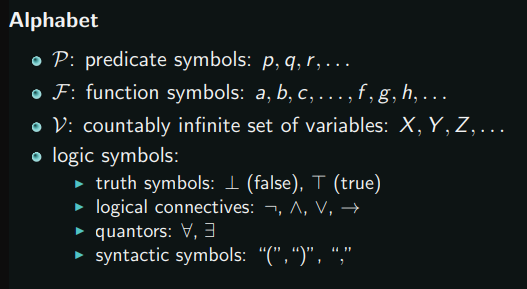 Alphabet
𝒫: predicate symbols: p, q, r, . . .
ℱ: function symbols: a, b, c, . . . , f, g, h, . . .
𝒱: countably infinite set of variables: X, Y, Z, . . .
logic symbols:
truth symbols: ⊥ (false), ⊤ (true)
logical connectives: ¬, ∧, ∨, →
quantors: ∀, ∃
syntactic symbols: “(”, “)”, “,”